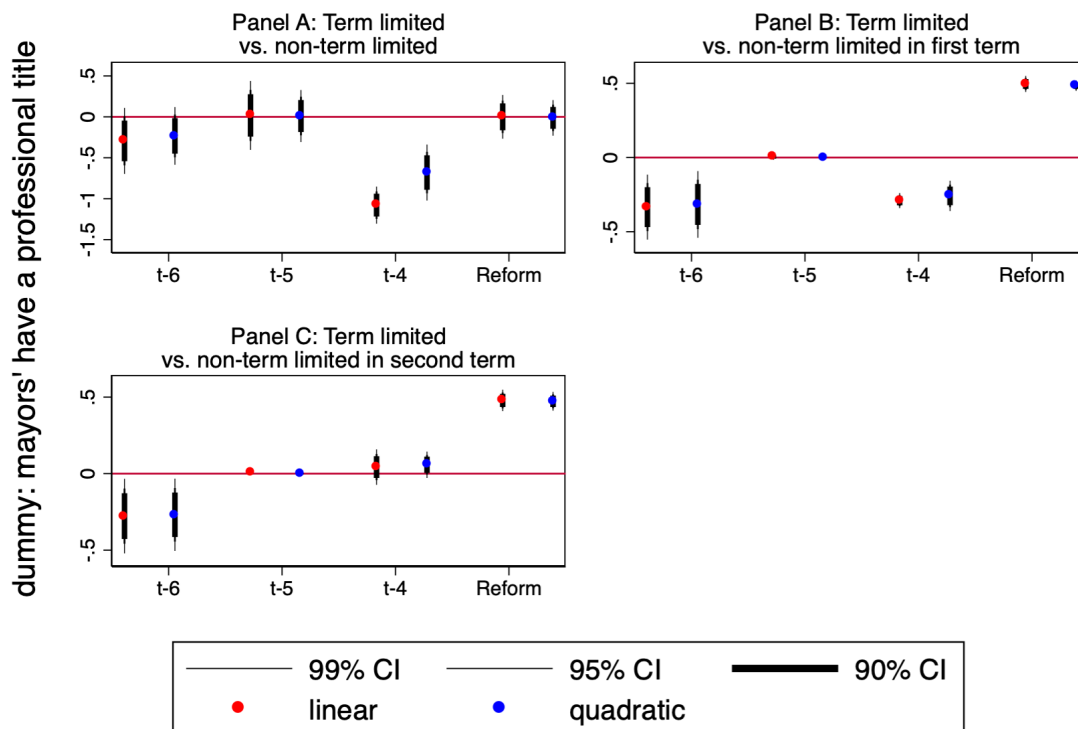 dummy: mayors' have a professional title
Panel A: Term limited
vs. non-term limited
.5
0
-.5
-1
-1.5
t-6 t-5 t-4 Reform
Panel B: Term limited
vs. non-term limited in first term
.5
0
-.5
t-6 t-5 t-4 Reform
Panel C: Term limited
vs. non-term limited in second term
.5
0
-.5
t-6 t-5 t-4 Reform
99% CI 95% CI 90% CI
linear quadratic